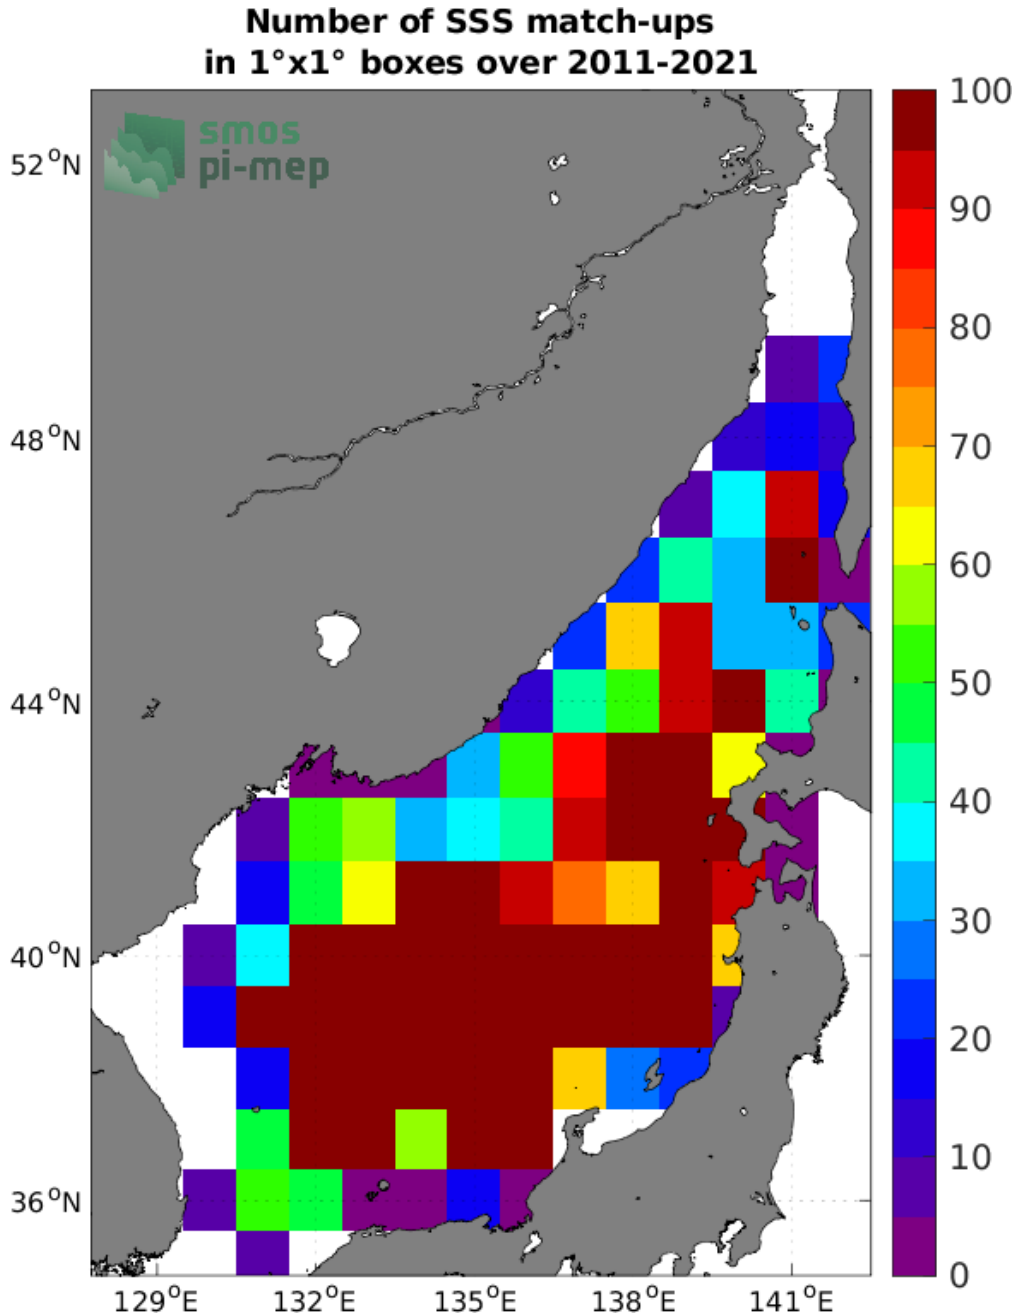 Number of SSS match-ups
in 1°x1° boxes over 2011-2021
smos
pi-mep
52°N
48°N
44°N
40°N
36°N
129°E
132°E
135°E
138°E
141°E
100
90
80
70
60
50
40
30
20
10
0